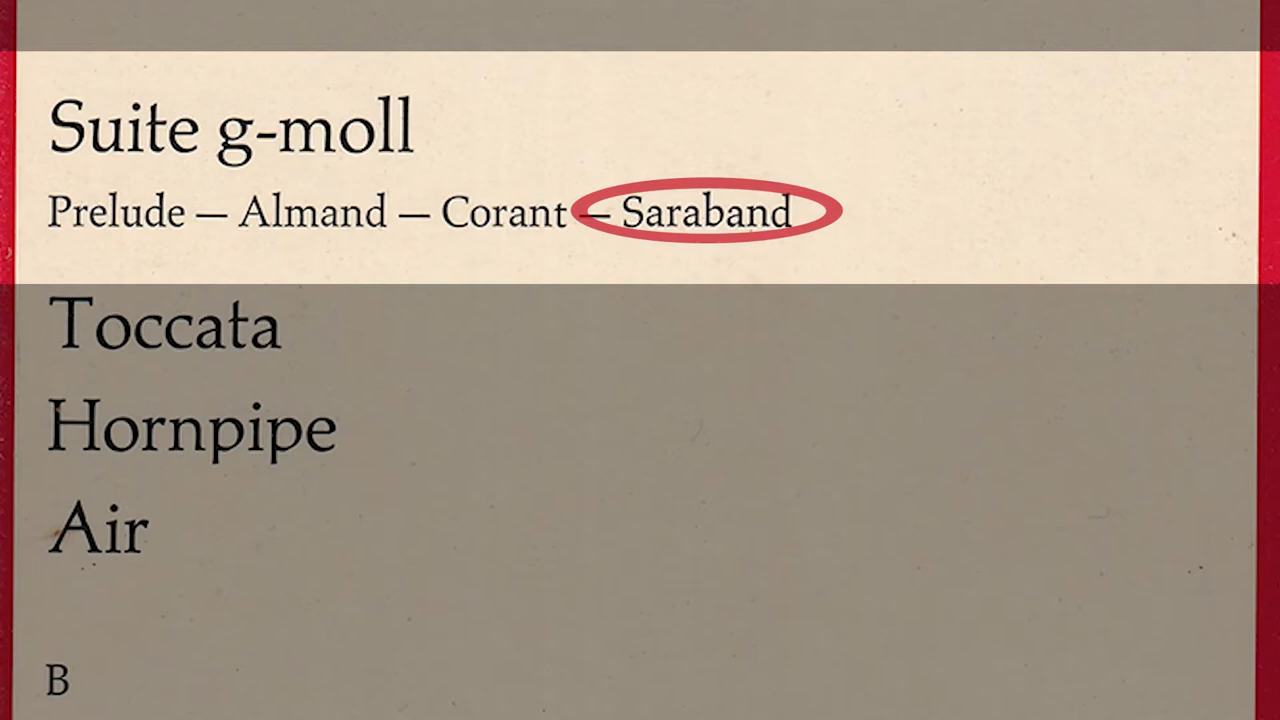 Suite g-moll
Prelude — Almand — Corant — Saraband
Toccata
Hornpipe
Air
B